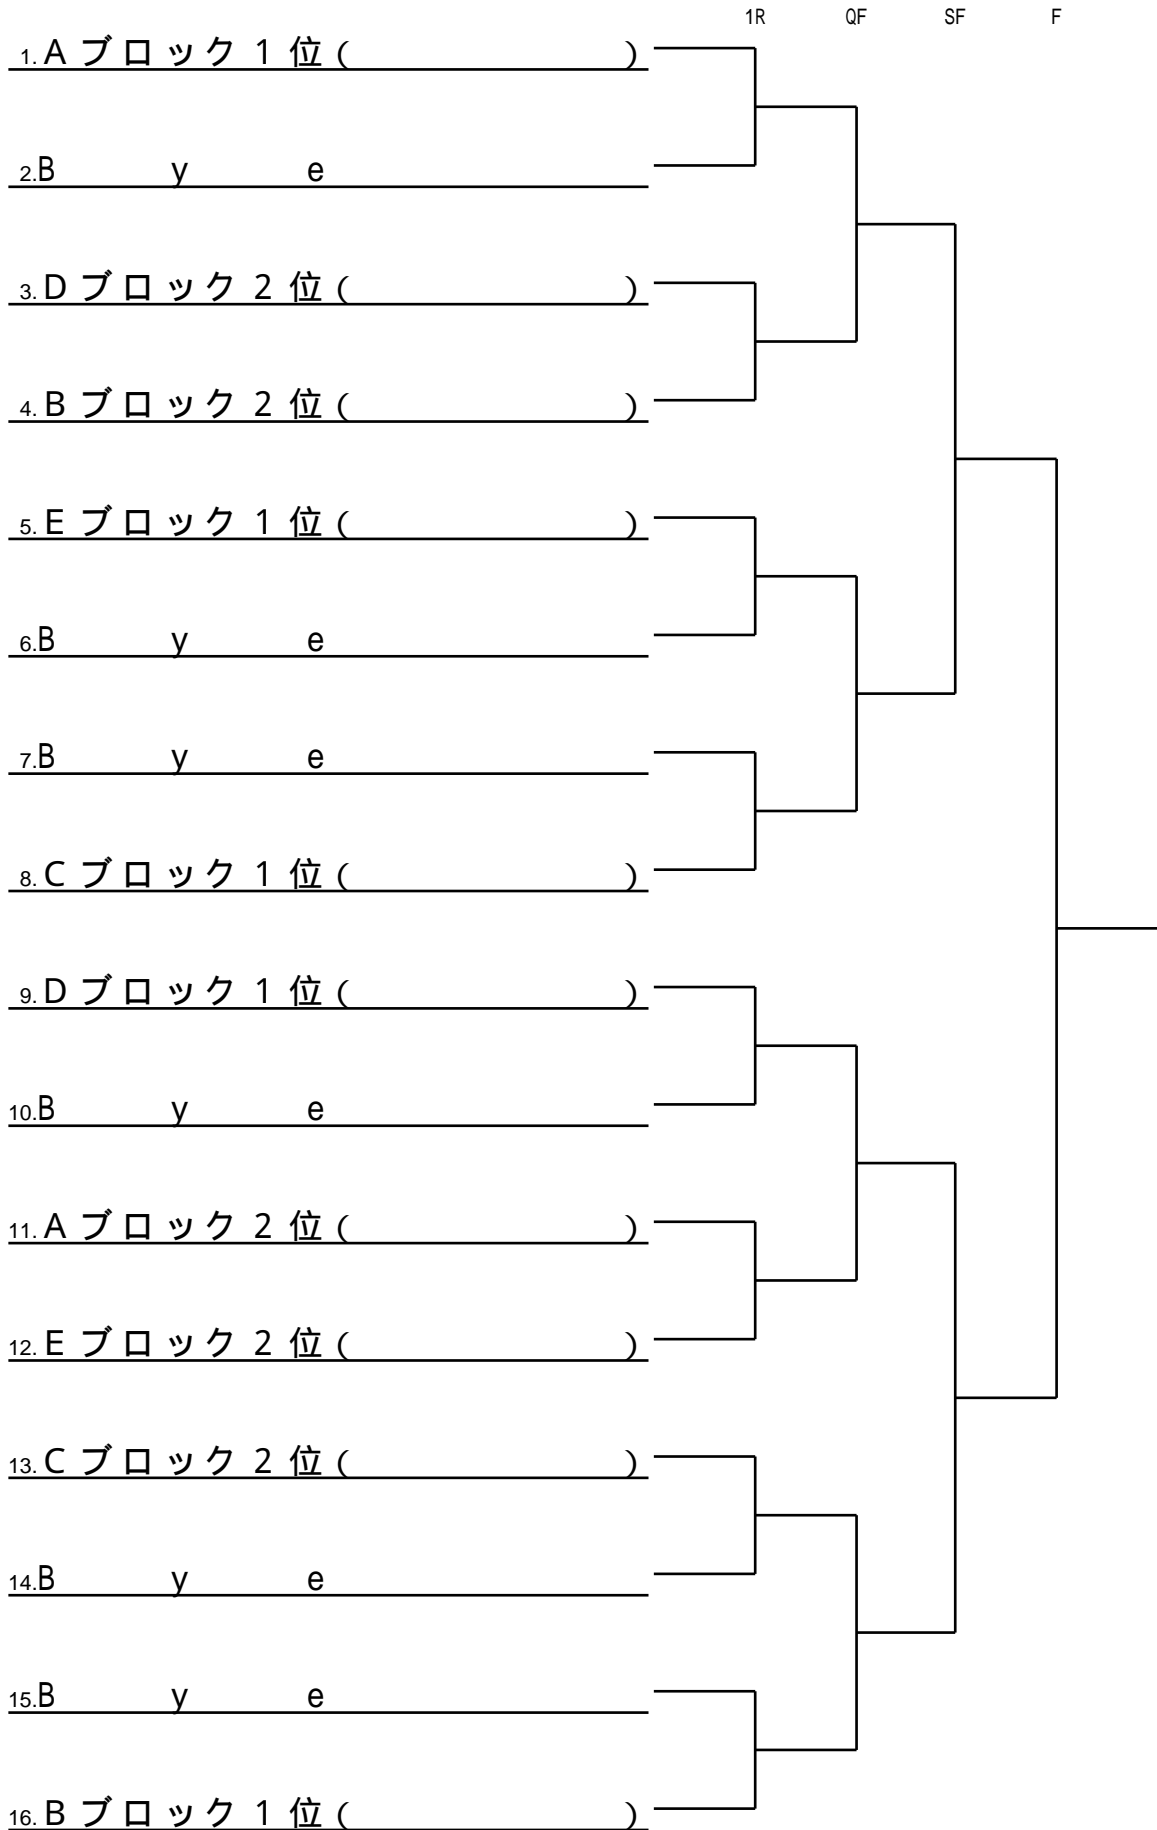 1R QF SF F
1. A ブロック 1 位 ( )
2. B y e
3. D ブロック 2 位 ( )
4. B ブロック 2 位 ( )
5. E ブロック 1 位 ( )
6. B y e
7. B y e
8. C ブロック 1 位 ( )
9. D ブロック 1 位 ( )
10. B y e
11. A ブロック 2 位 ( )
12. E ブロック 2 位 ( )
13. C ブロック 2 位 ( )
14. B y e
15. B y e
16. B ブロック 1 位 ( )